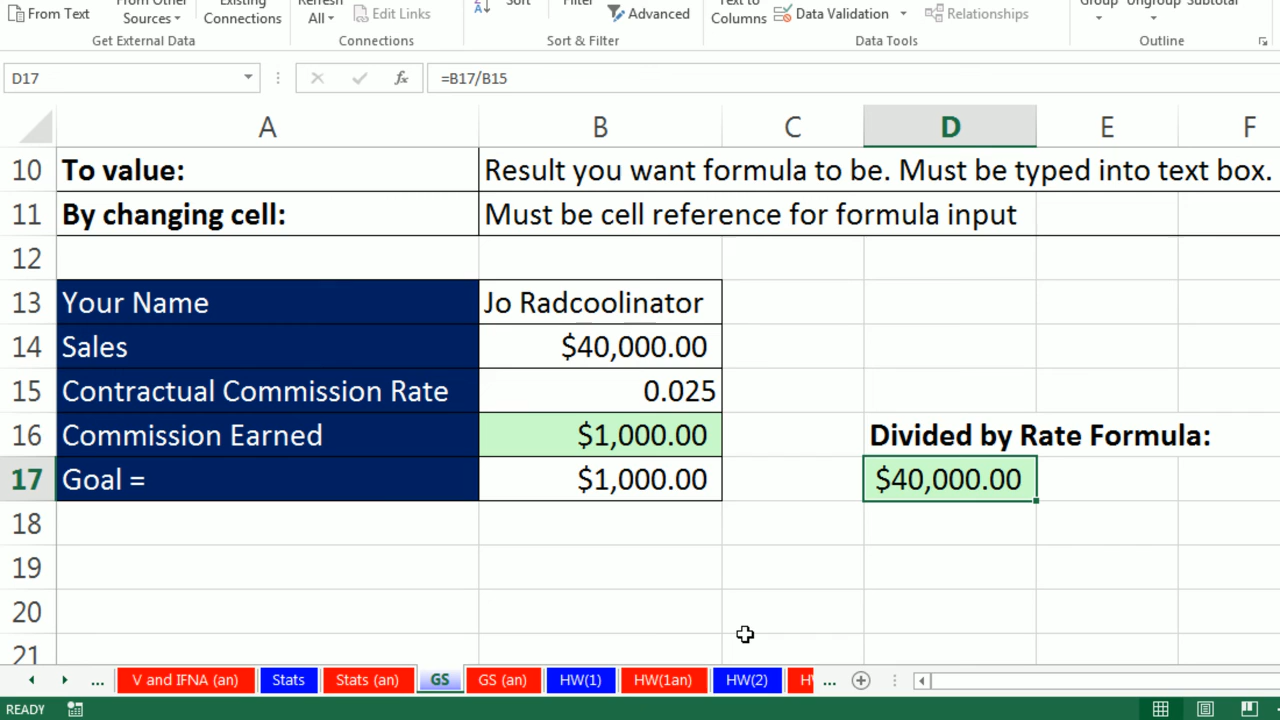 From Text
From Other
Sources
Existing
Connections
Refresh
All
Edit Links
Sort
Filter
Advanced
Text to
Columns
Data Validation
Relationships
Group
Ungroup
Subtotal
Get External Data
Connections
Sort & Filter
Data Tools
Outline
D17
fx
=B17/B15
A B C D E F
10 To value: Result you want formula to be. Must be typed into text box.
11 By changing cell: Must be cell reference for formula input
12
13 Your Name Jo Radcoolinator
14 Sales $40,000.00
15 Contractual Commission Rate 0.025
16 Commission Earned $1,000.00 Divided by Rate Formula:
17 Goal = $1,000.00 $40,000.00
18
19
20
21
... V and IFNA (an) Stats Stats (an) GS GS (an) HW(1) HW(1an) HW(2) ...
READY